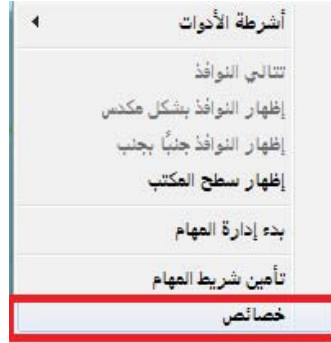 أشرطة الأدوات
تتالي النوافذ
إظهار النوافذ بشكل مكدس
إظهار النوافذ جنبًا بجنب
إظهار سطح المكتب
بدء إدارة المهام
تأمين شريط المهام
خصائص